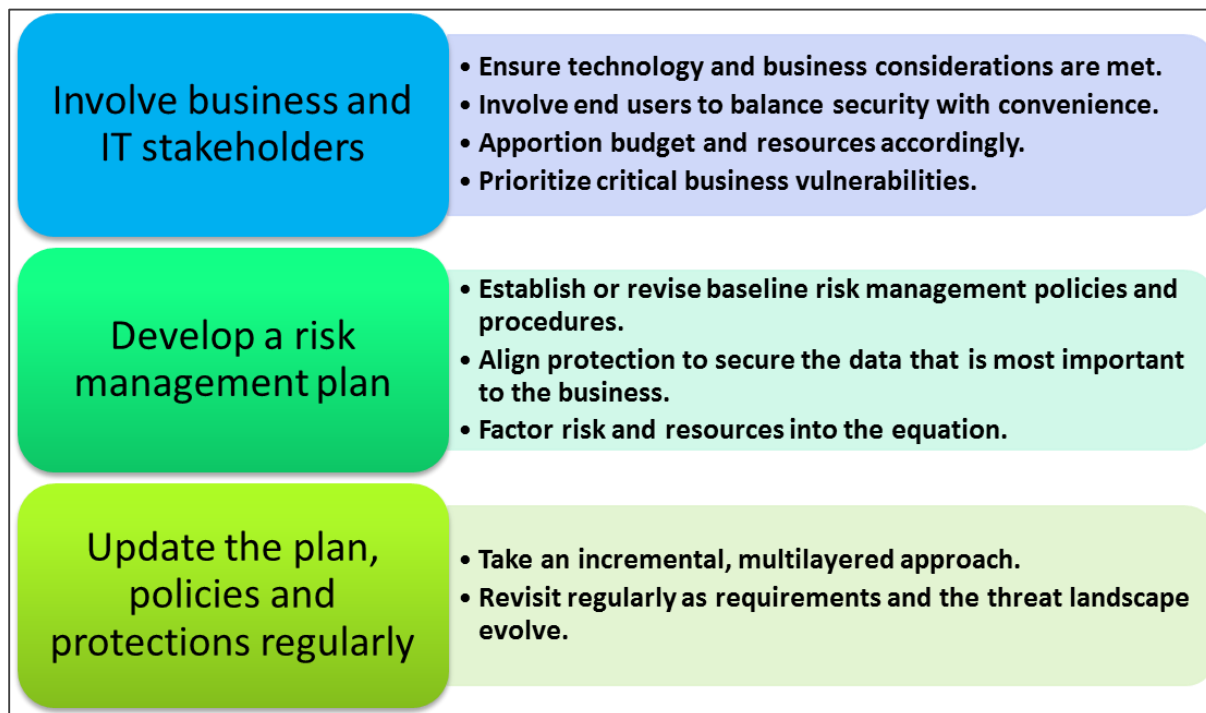 Involve business and
IT stakeholders
• Ensure technology and business considerations are met.
• Involve end users to balance security with convenience.
• Apportion budget and resources accordingly.
• Prioritize critical business vulnerabilities.
Develop a risk
management plan
• Establish or revise baseline risk management policies and
procedures.
• Align protection to secure the data that is most important
to the business.
• Factor risk and resources into the equation.
Update the plan,
policies and
protections regularly
• Take an incremental, multilayered approach.
• Revisit regularly as requirements and the threat landscape
evolve.